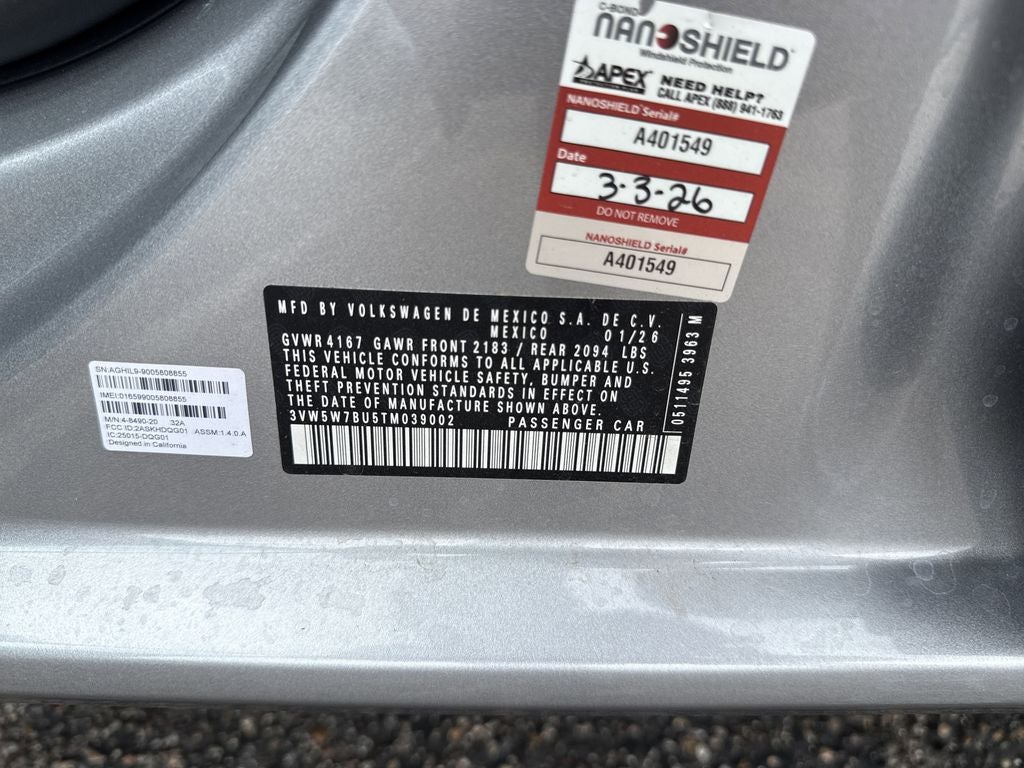 C-BOND
NANOSHIELD
Windshield Protection
APEX
NEED HELP?
CALL APEX (888) 941-1763
NANOSHIELD Serial#
A401549
Date
3-3-26
DO NOT REMOVE
NANOSHIELD Serial#
A401549
MFD BY VOLKSWAGEN DE MEXICO S.A. DE C.V.
MEXICO 01/26
GVWR 4167 GAWR FRONT 2183 / REAR 2094 LBS
THIS VEHICLE CONFORMS TO ALL APPLICABLE U.S.
FEDERAL MOTOR VEHICLE SAFETY, BUMPER AND
THEFT PREVENTION STANDARDS IN EFFECT ON
THE DATE OF MANUFACTURE SHOWN ABOVE.
3VW5W7BU5TM039002 PASSENGER CAR
0511495 3963 M
SN:AGHIL9-9005808855
IMEI:016599005808855
M/N:4-8490-20 32A
FCC ID:2ASKHDQG01 ASSM:1.4.0.A
IC:25015-DQG01
Designed in California